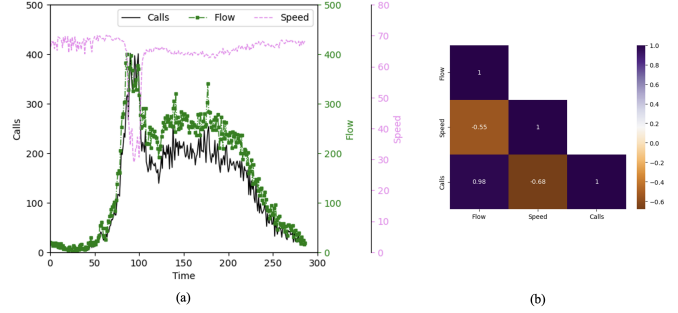 Calls Flow Speed
500 500 80
400 400 70
300 300 60
200 200 50
100 100 40
0 0 30
20
10
0
Calls
Flow
Speed
0 50 100 150 200 250 300
Time
(a)
Flow
Speed
Calls
1
-0.55 1
0.98 -0.68 1
Flow Speed Calls
1.0
0.8
0.6
0.4
0.2
0.0
−0.2
−0.4
−0.6
(b)